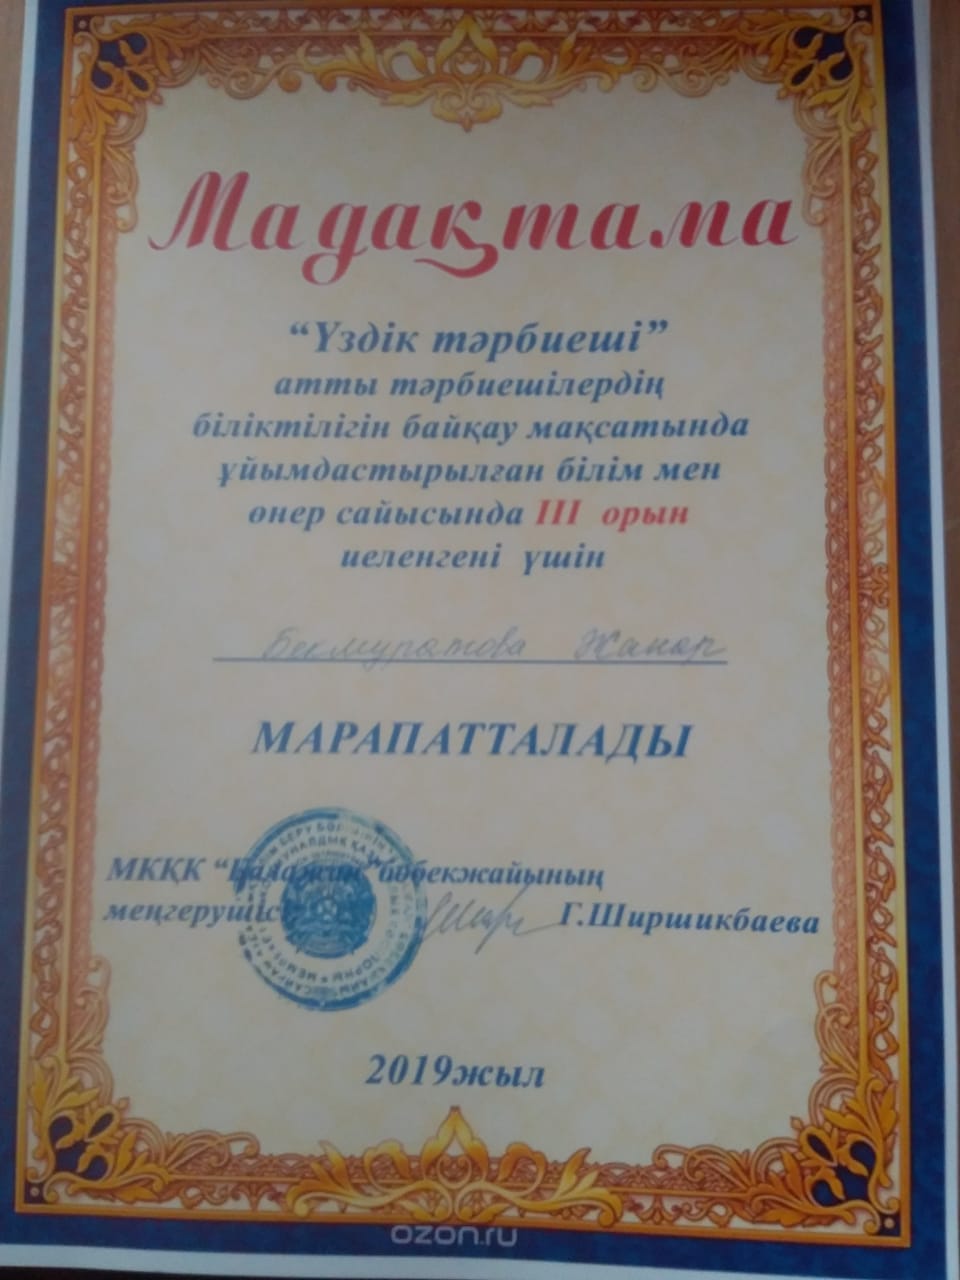 Мадақтама
“Үздік тәрбиеші”
атты тәрбиешілердің
біліктілігін байқау мақсатында
ұйымдастырылған білім мен
өнер сайысында III орын
иеленгені үшін
Бекмуратова Жанар
МАРАПАТТАЛАДЫ
МКҚК “Балажан” бөбекжайының
меңгерушісі Г.Ширшикбаева
2019жыл
ozon.ru